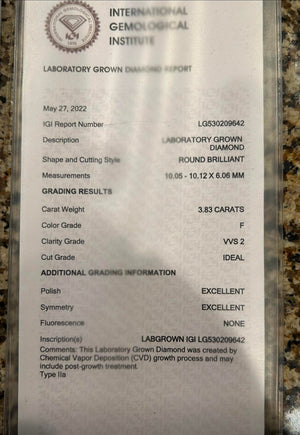 INTERNATIONAL
GEMOLOGICAL
INSTITUTE
LABORATORY GROWN DIAMOND REPORT
May 27, 2022
IGI Report Number LG530209642
Description LABORATORY GROWN
DIAMOND
Shape and Cutting Style ROUND BRILLIANT
Measurements 10.05 - 10.12 X 6.06 MM
GRADING RESULTS
Carat Weight 3.83 CARATS
Color Grade F
Clarity Grade VVS 2
Cut Grade IDEAL
ADDITIONAL GRADING INFORMATION
Polish EXCELLENT
Symmetry EXCELLENT
Fluorescence NONE
Inscription(s) LABGROWN IGI LG530209642
Comments: This Laboratory Grown Diamond was created by
Chemical Vapor Deposition (CVD) growth process and may
include post-growth treatment.
Type IIa